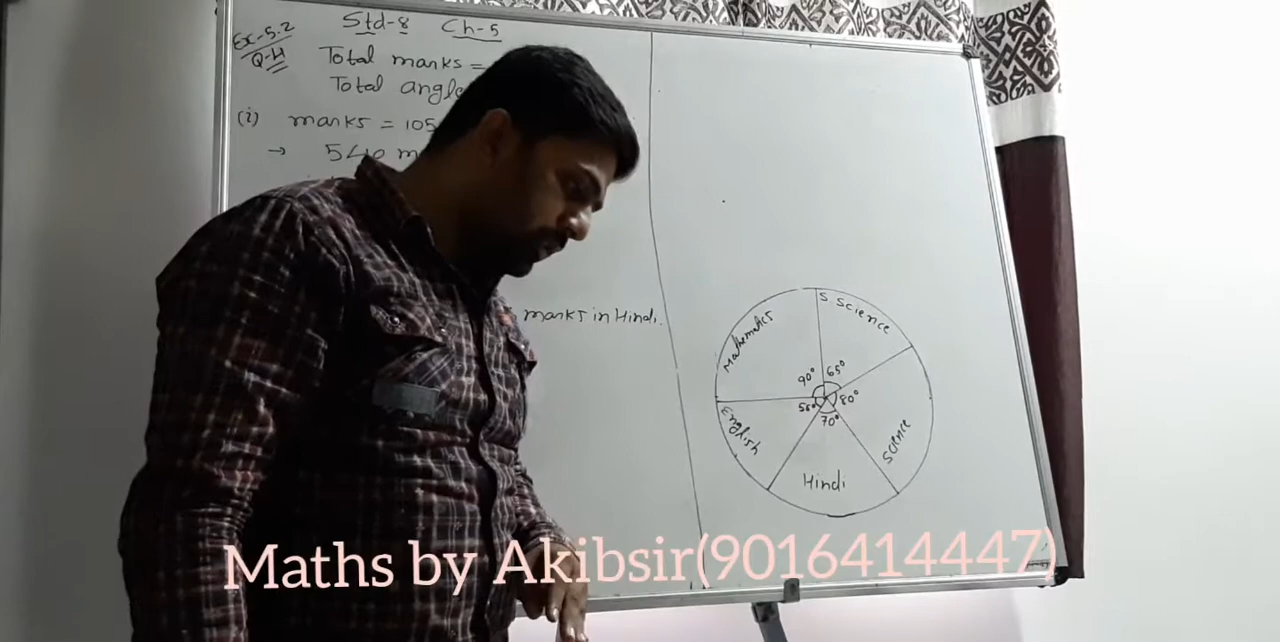 Ex-5.2
Q-4
Std-8 Ch-5
Total marks =
Total angle
(i) marks = 105
→ 540 m
marks in Hindi.
Mathematics
S Science
90° 65°
55° 80°
70°
English
Science
Hindi
Maths by Akibsir(9016414447)